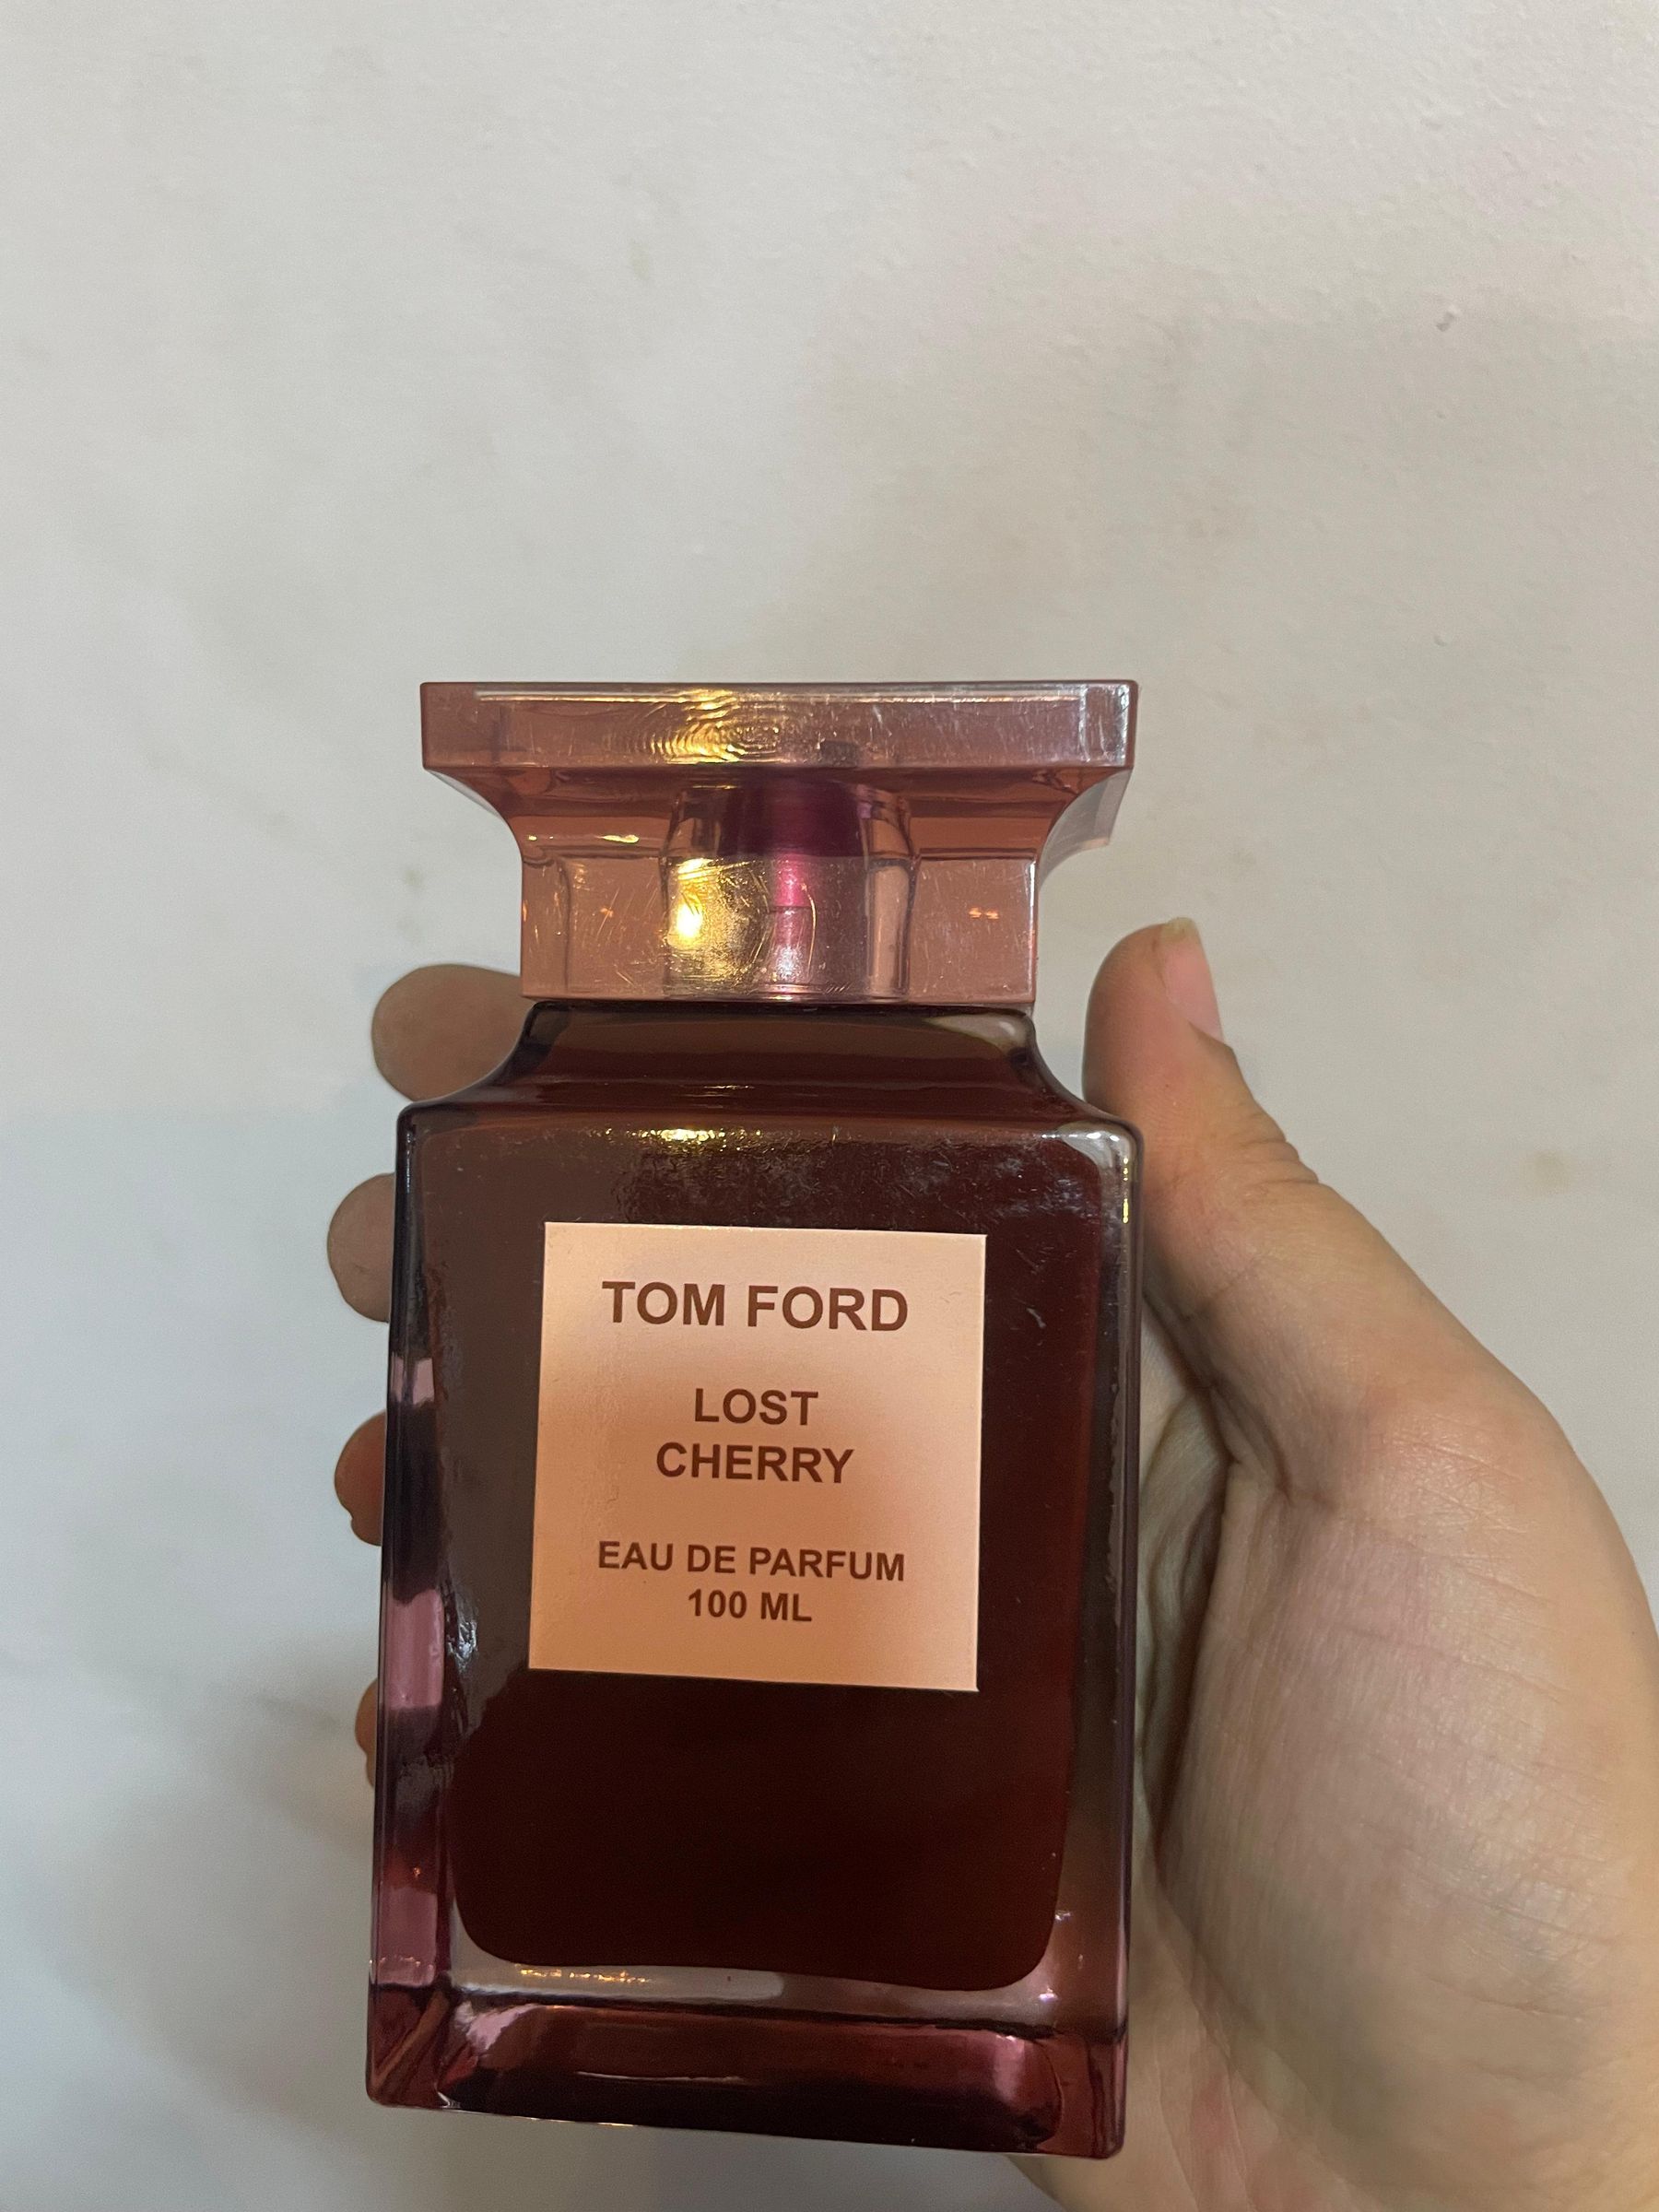 TOM FORD
LOST
CHERRY
EAU DE PARFUM
100 ML